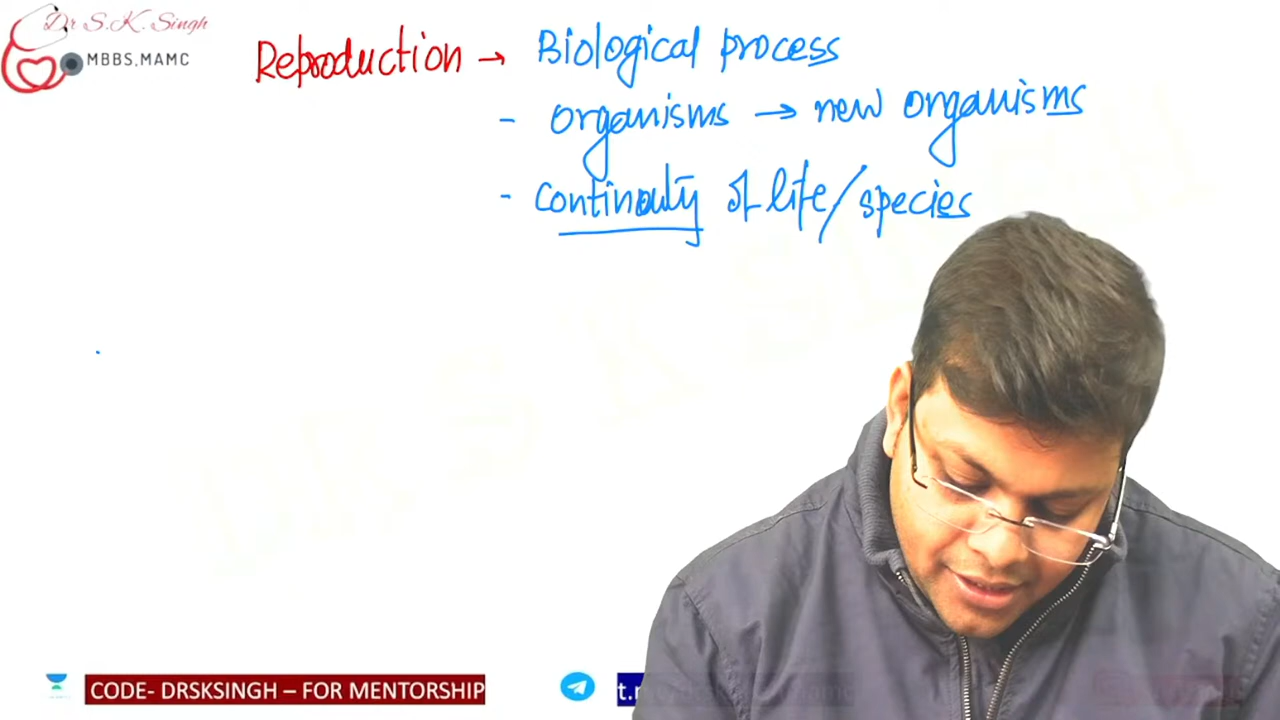 Dr S.K. Singh
MBBS,MAMC
Reproduction → Biological process
- organisms → new organisms
- continuity of life/species
CODE- DRSKSINGH – FOR MENTORSHIP